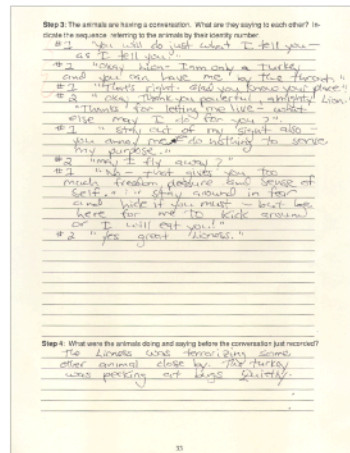 Step 3: The animals are having a conversation. What are they saying to each other? In-
dicate the sequence referring to the animals by their identity number.
#1 "You will do just what I tell you -
as I tell you."
#2 "Okay Lion - I am only a turkey
and you can have me by the throat."
#1 "That's right. Also you know your place."
#2 "Okay Thank you powerful, almighty Lion.
"Thanks for letting me live - what
else may I do for you?"
#1 "Stay out of my sight also -
you annoy me - do nothing to serve
my purpose."
#2 "May I fly away?"
#1 "No - that gives you too
much freedom pleasure and sense of
self." "Stay around in fear
and hide if you must - but be
here for me to kick around
or I will eat you!"
#2 "Yes great Lioness."
Step 4: What were the animals doing and saying before the conversation just recorded?
The Lioness was terrorizing some
other animal close by. The turkey
was pecking at bugs quietly.
33